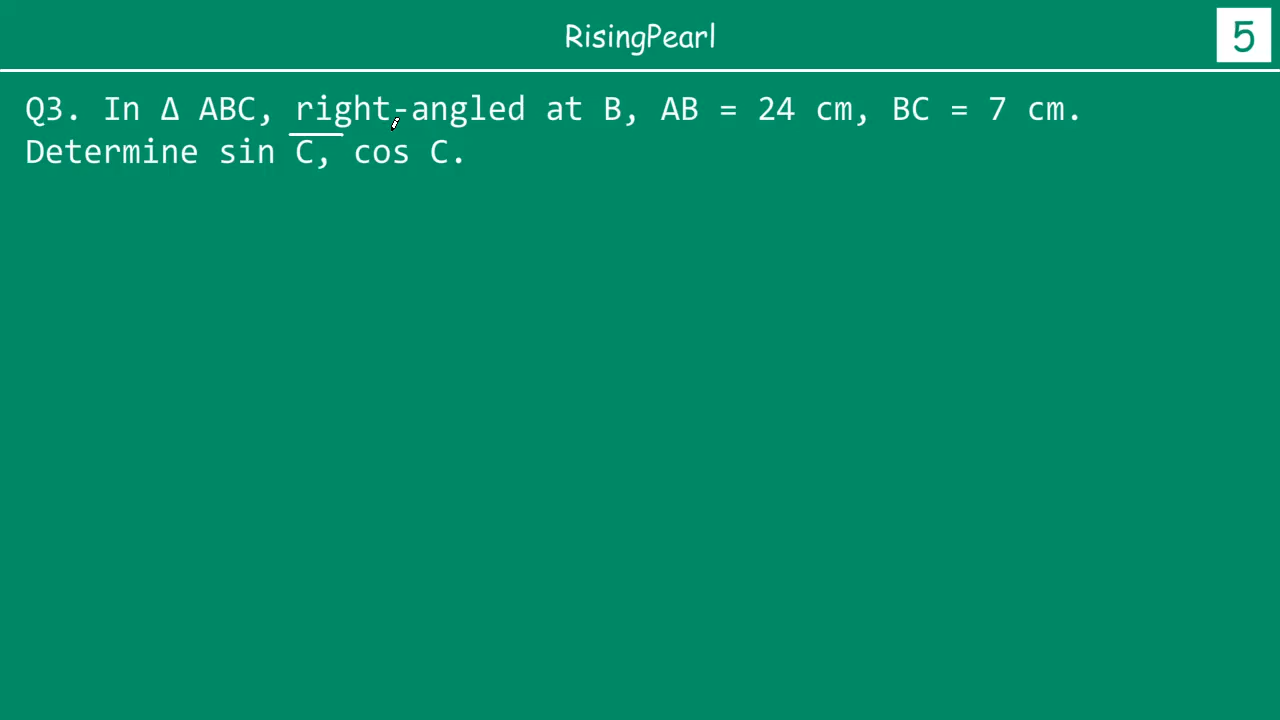 RisingPearl
5
Q3. In Δ ABC, right-angled at B, AB = 24 cm, BC = 7 cm.
Determine sin C, cos C.